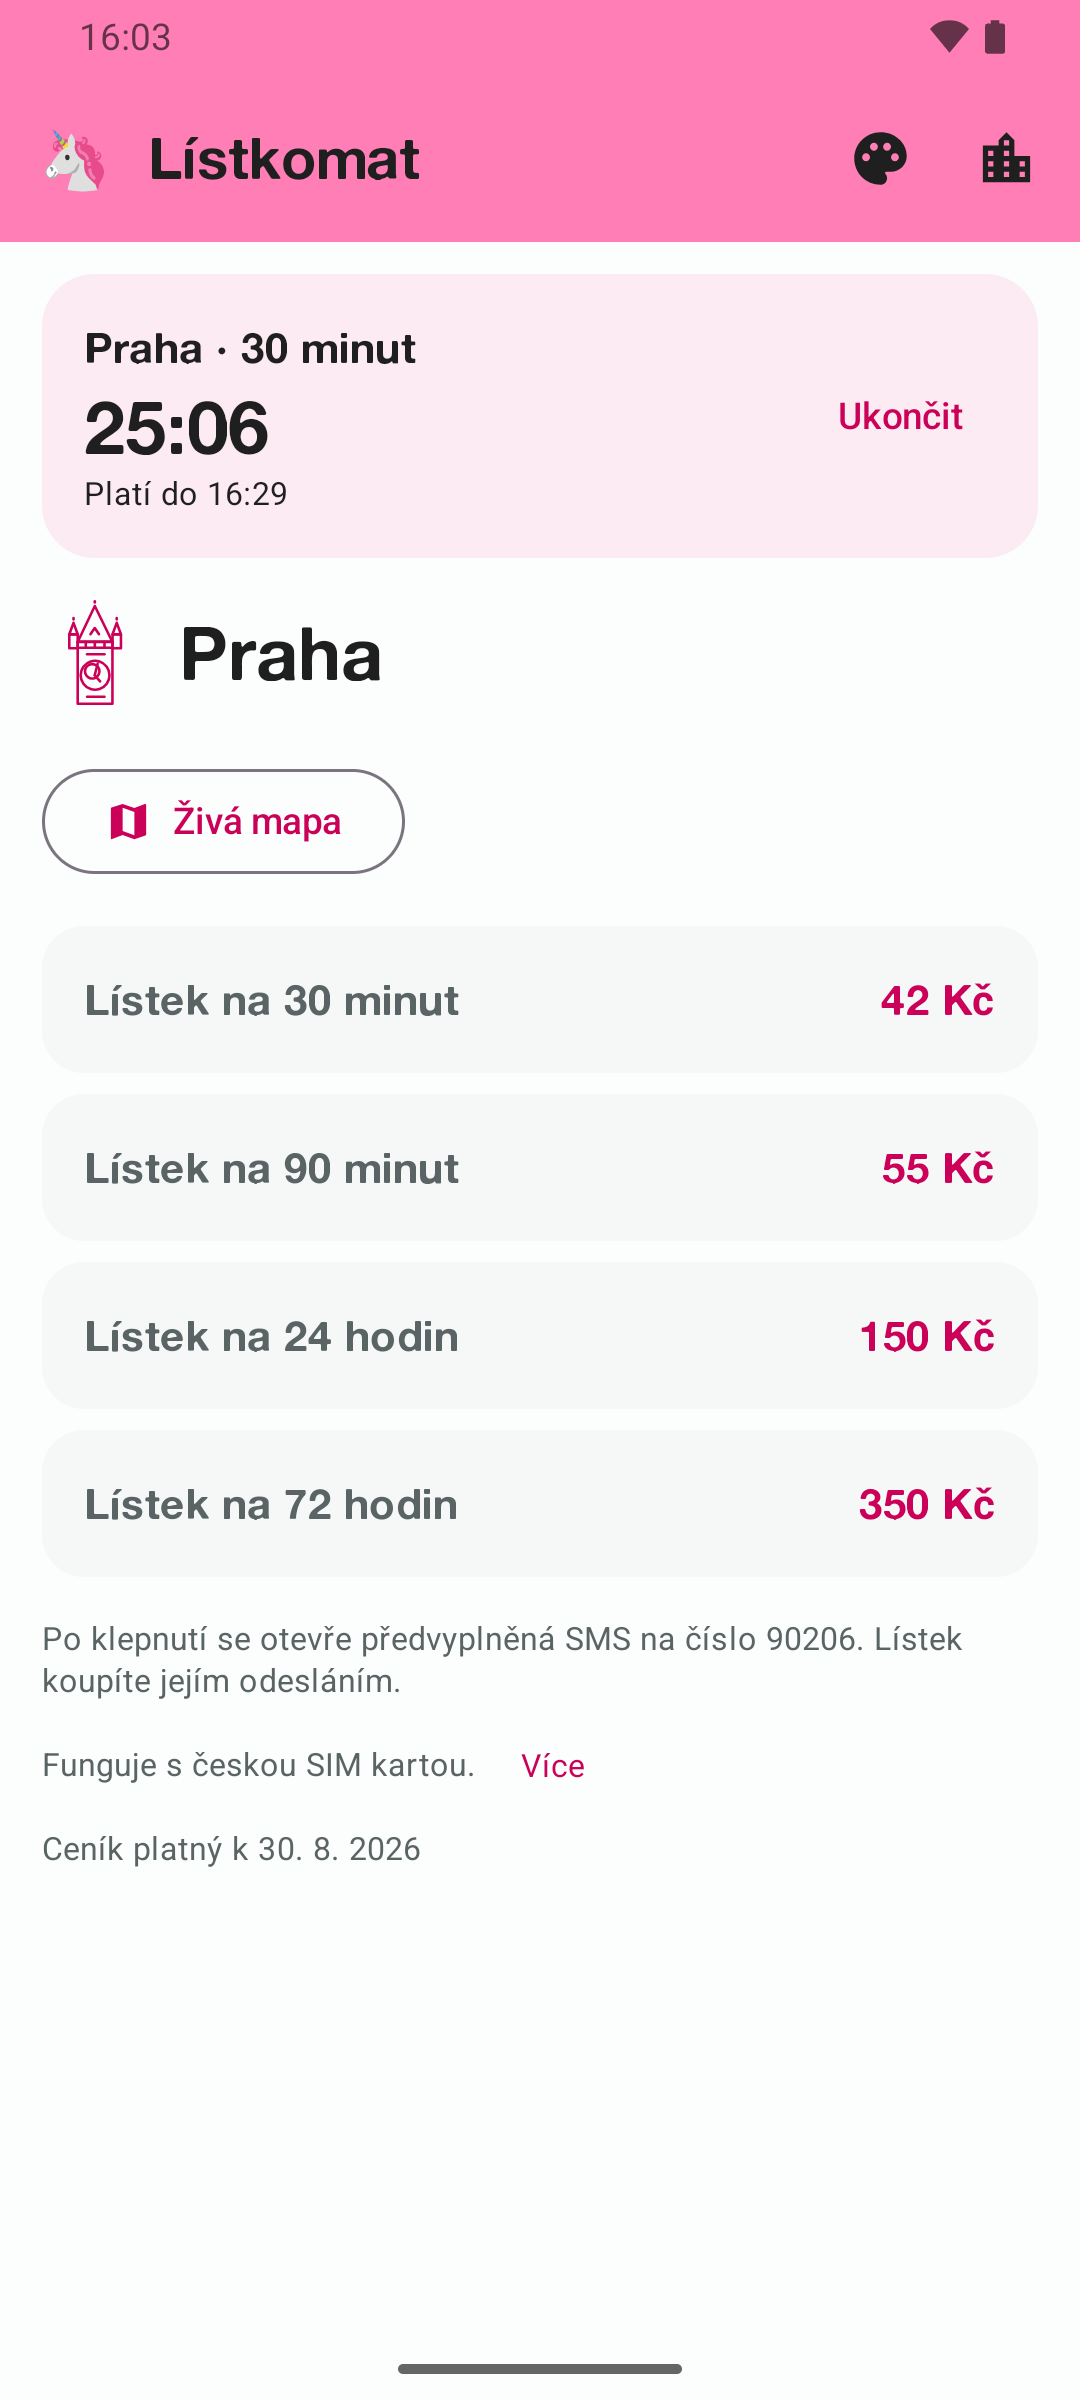 16:03
Lístkomat
Praha · 30 minut
25:06
Ukončit
Platí do 16:29
Praha
Živá mapa
Lístek na 30 minut 42 Kč
Lístek na 90 minut 55 Kč
Lístek na 24 hodin 150 Kč
Lístek na 72 hodin 350 Kč
Po klepnutí se otevře předvyplněná SMS na číslo 90206. Lístek
koupíte jejím odesláním.
Funguje s českou SIM kartou. Více
Ceník platný k 30. 8. 2026